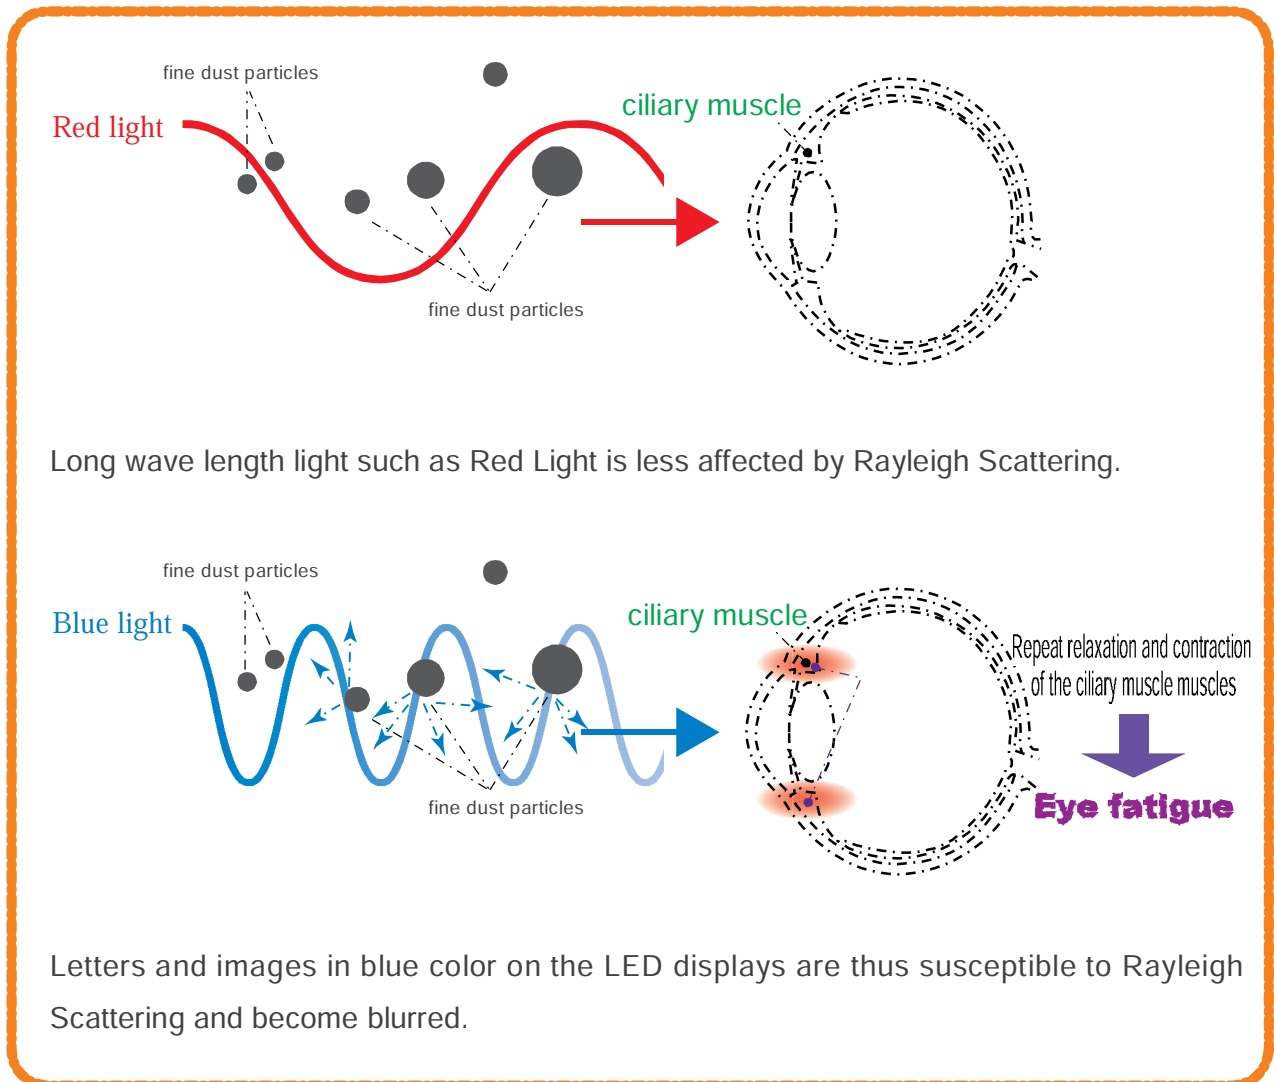 fine dust particles
ciliary muscle
Red light
fine dust particles
Long wave length light such as Red Light is less affected by Rayleigh Scattering.
fine dust particles
ciliary muscle
Blue light
Repeat relaxation and contraction
of the ciliary muscle muscles
fine dust particles
Eye fatigue
Letters and images in blue color on the LED displays are thus susceptible to Rayleigh
Scattering and become blurred.